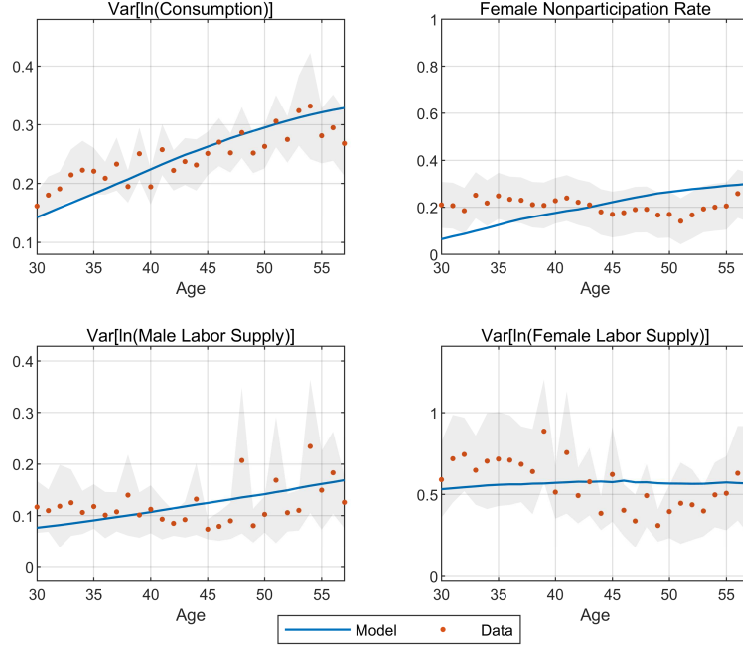 Var[ln(Consumption)]
0.4
0.3
0.2
0.1
30 35 40 45 50 55
Age
Female Nonparticipation Rate
1
0.8
0.6
0.4
0.2
0
30 35 40 45 50 55
Age
Var[ln(Male Labor Supply)]
0.4
0.3
0.2
0.1
0
30 35 40 45 50 55
Age
Var[ln(Female Labor Supply)]
1
0.5
0
30 35 40 45 50 55
Age
Model Data